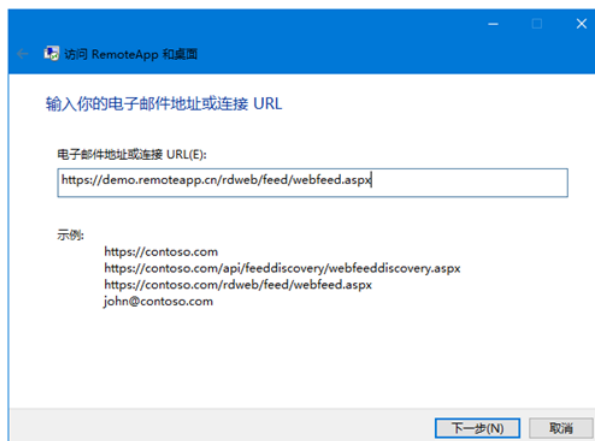 访问 RemoteApp 和桌面
输入你的电子邮件地址或连接 URL
电子邮件地址或连接 URL(E):
https://demo.remoteapp.cn/rdweb/feed/webfeed.aspx
示例:
https://contoso.com
https://contoso.com/api/feeddiscovery/webfeeddiscovery.aspx
https://contoso.com/rdweb/feed/webfeed.aspx
john@contoso.com
下一步(N) 取消